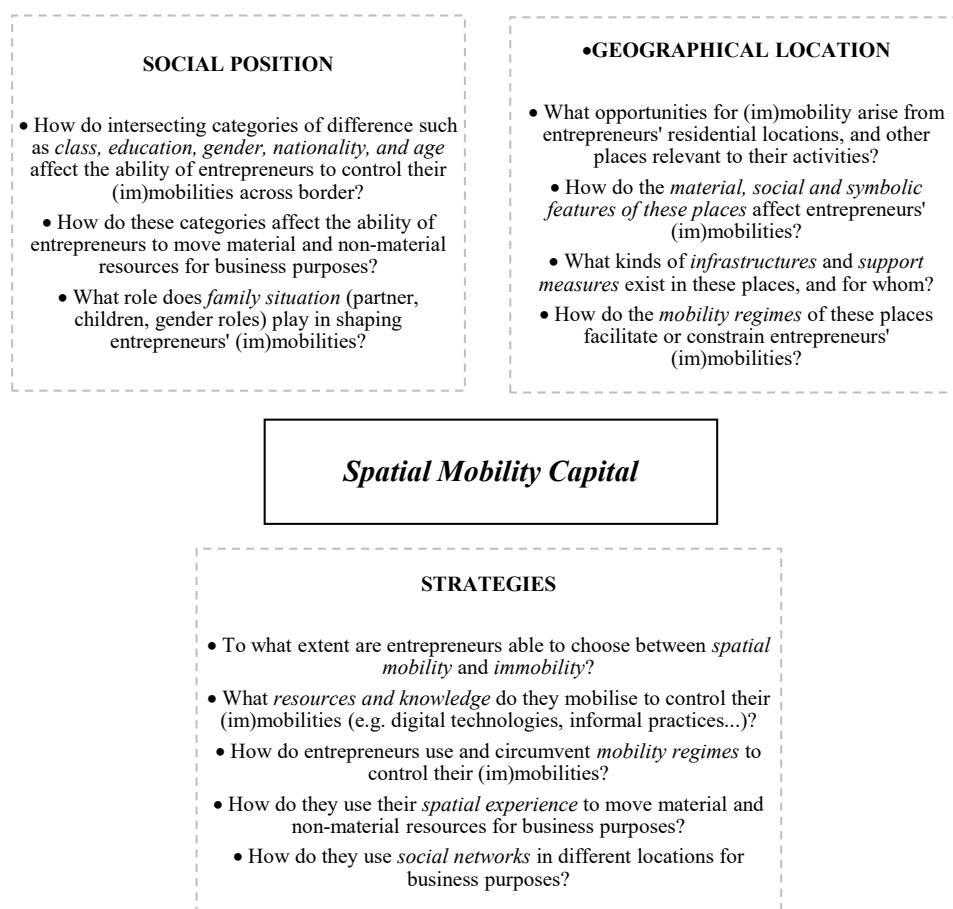 SOCIAL POSITION
• How do intersecting categories of difference such
as class, education, gender, nationality, and age
affect the ability of entrepreneurs to control their
(im)mobilities across border?
• How do these categories affect the ability of
entrepreneurs to move material and non-material
resources for business purposes?
• What role does family situation (partner,
children, gender roles) play in shaping
entrepreneurs' (im)mobilities?
•GEOGRAPHICAL LOCATION
• What opportunities for (im)mobility arise from
entrepreneurs' residential locations, and other
places relevant to their activities?
• How do the material, social and symbolic
features of these places affect entrepreneurs'
(im)mobilities?
• What kinds of infrastructures and support
measures exist in these places, and for whom?
• How do the mobility regimes of these places
facilitate or constrain entrepreneurs'
(im)mobilities?
Spatial Mobility Capital
STRATEGIES
• To what extent are entrepreneurs able to choose between spatial
mobility and immobility?
• What resources and knowledge do they mobilise to control their
(im)mobilities (e.g. digital technologies, informal practices...)?
• How do entrepreneurs use and circumvent mobility regimes to
control their (im)mobilities?
• How do they use their spatial experience to move material and
non-material resources for business purposes?
• How do they use social networks in different locations for
business purposes?